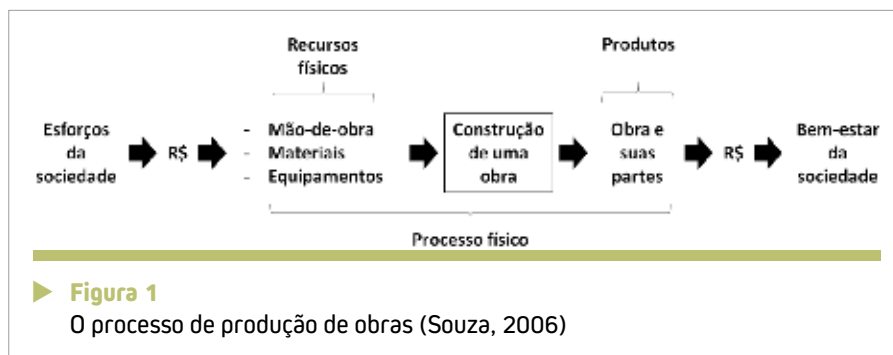 Recursos
físicos
Produtos
Esforços
da
sociedade
R$
- Mão-de-obra
- Materiais
- Equipamentos
Construção
de uma
obra
Obra e
suas
partes
R$
Bem-estar
da
sociedade
Processo físico
Figura 1
O processo de produção de obras (Souza, 2006)